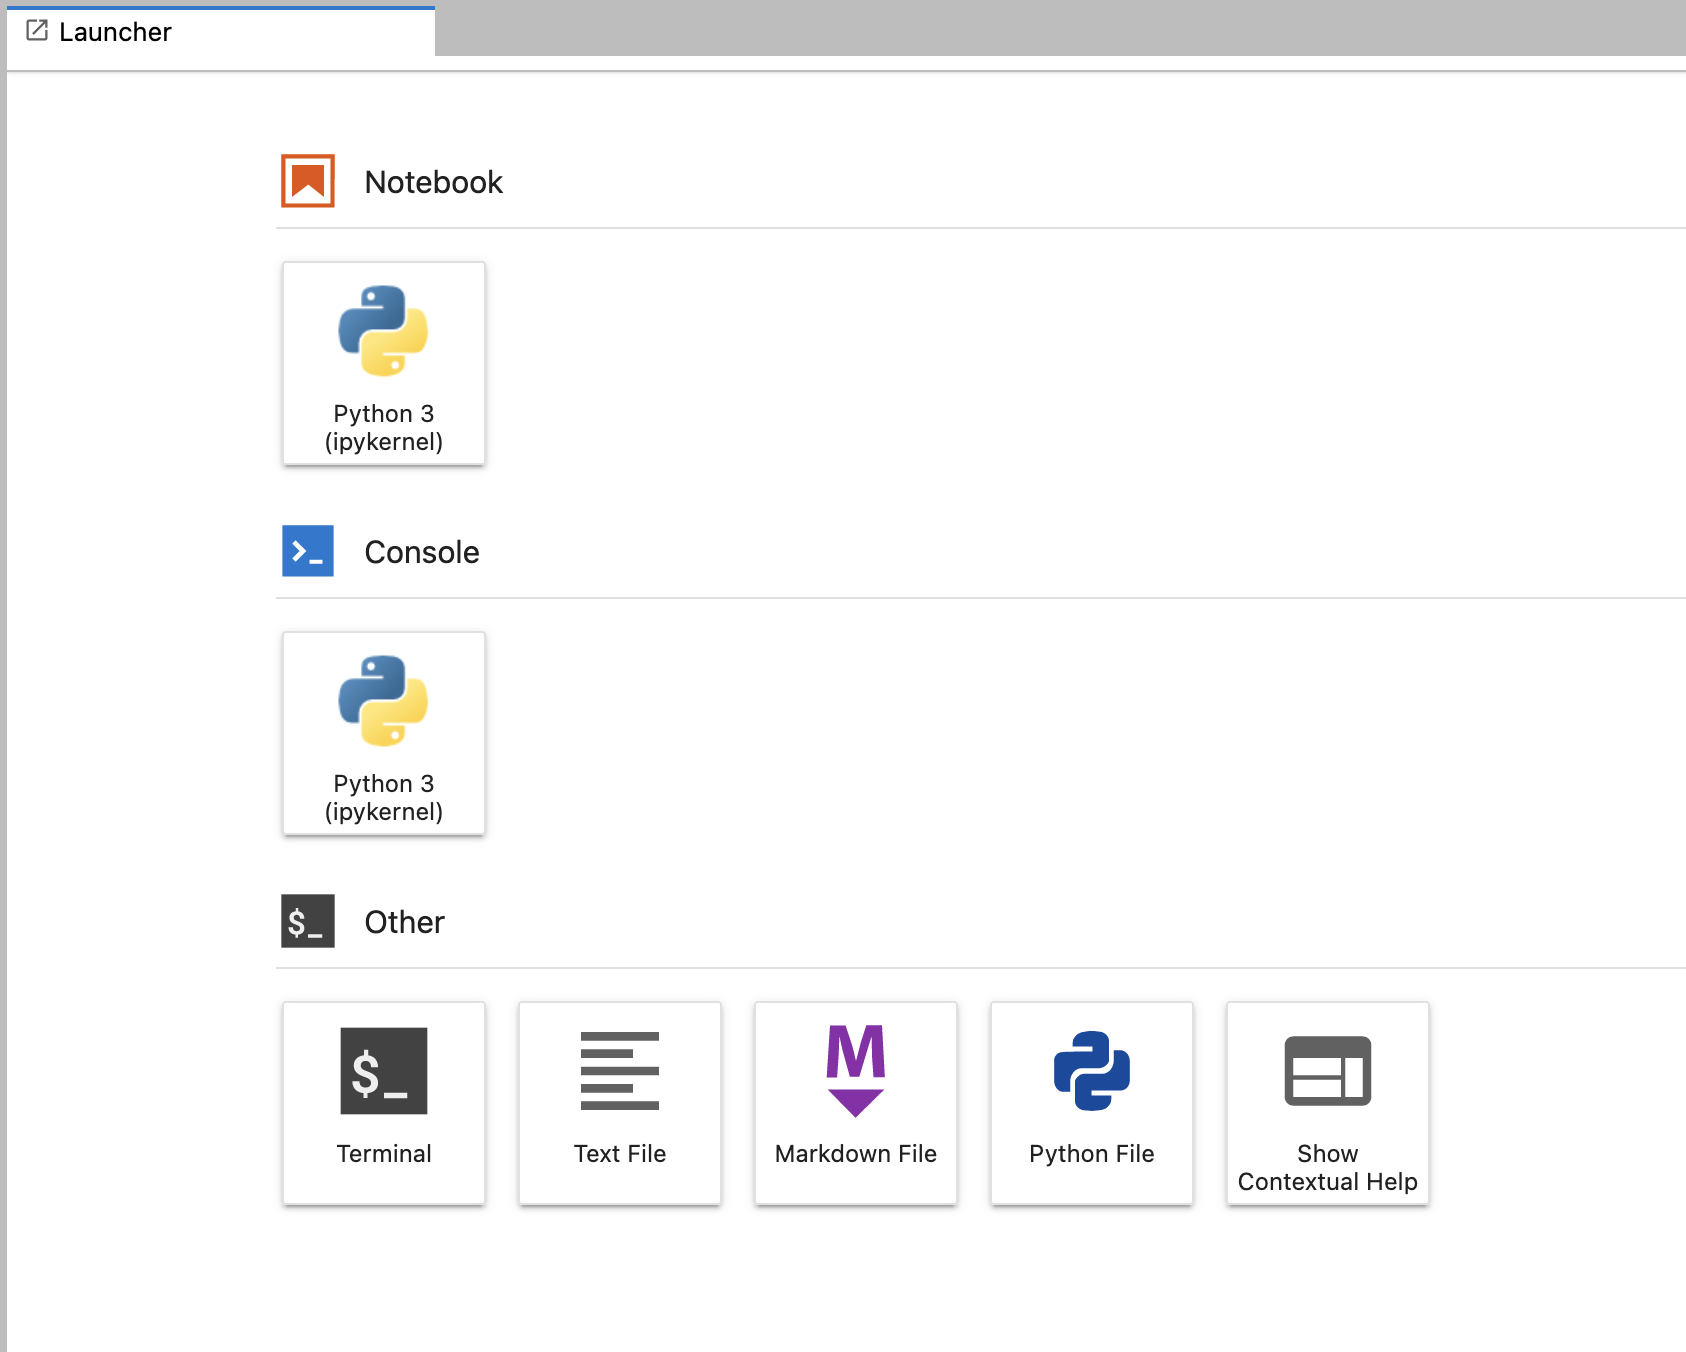 Launcher
Notebook
Python 3
(ipykernel)
Console
Python 3
(ipykernel)
$_ Other
$_
Terminal
Text File
M
Markdown File
Python File
Show
Contextual Help